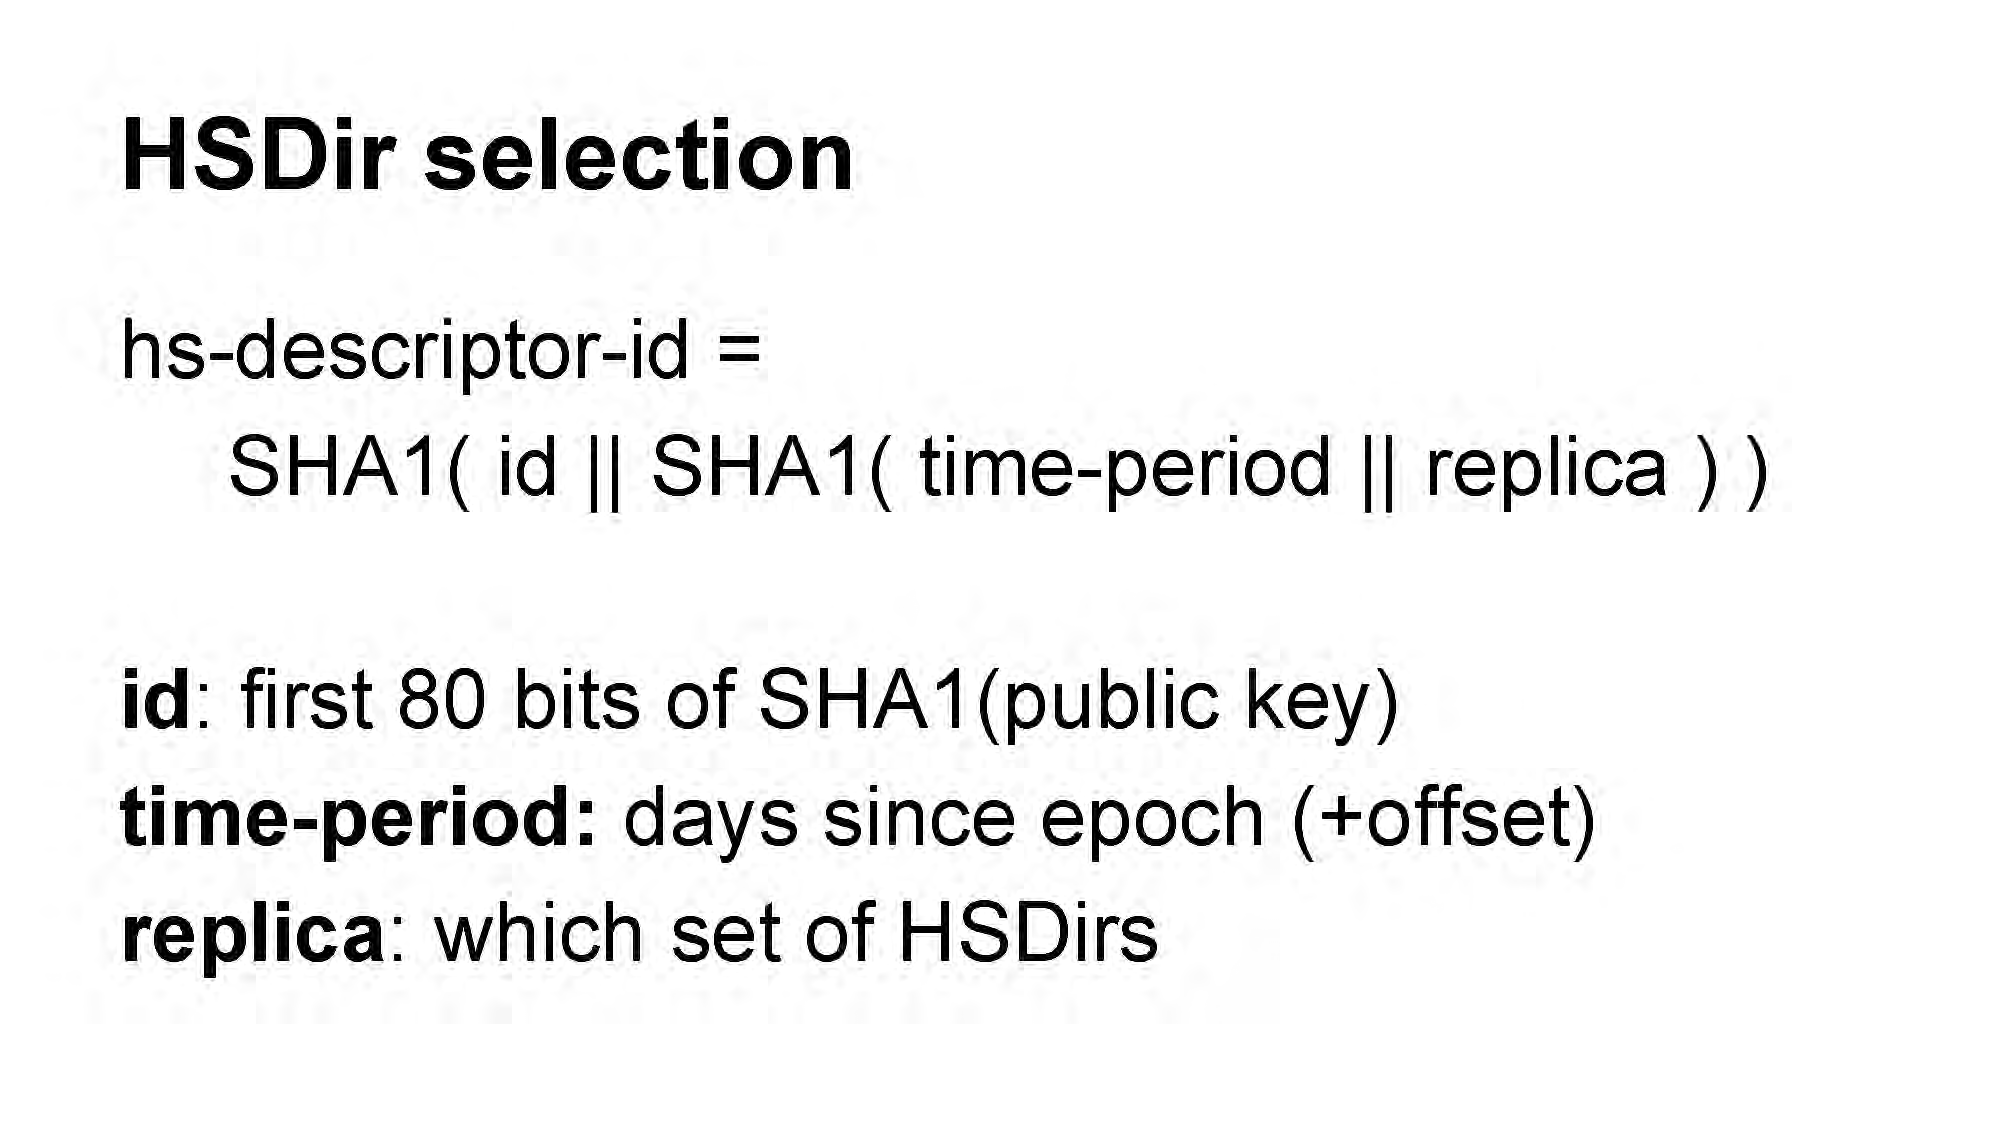 HSDir selection
hs-descriptor-id =
SHA1( id || SHA1( time-period || replica ) )
id: first 80 bits of SHA1(public key)
time-period: days since epoch (+offset)
replica: which set of HSDirs